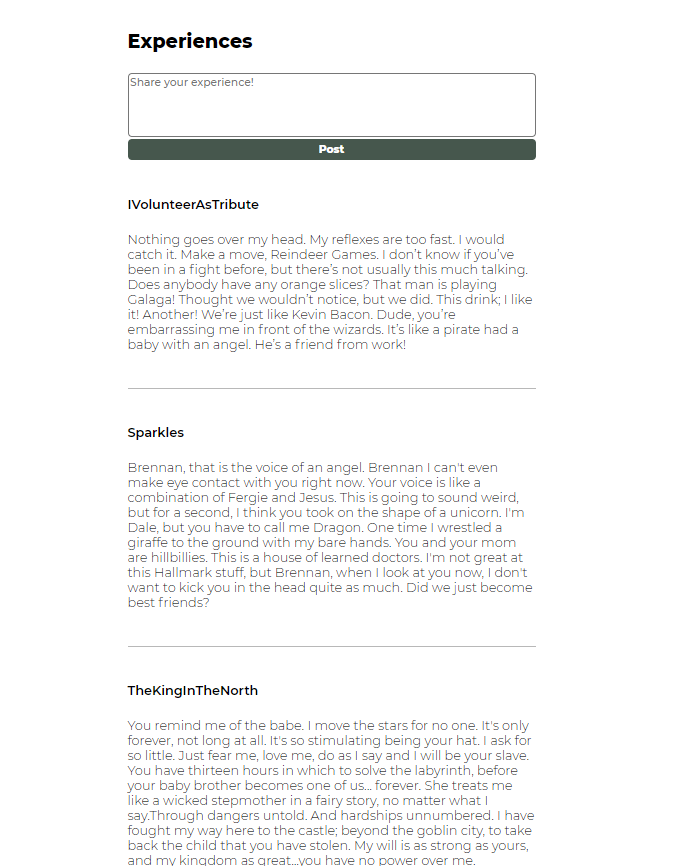 Experiences
Share your experience!
Post
IVolunteerAsTribute
Nothing goes over my head. My reflexes are too fast. I would
catch it. Make a move, Reindeer Games. I don’t know if you’ve
been in a fight before, but there’s not usually this much talking.
Does anybody have any orange slices? That man is playing
Galaga! Thought we wouldn’t notice, but we did. This drink; I like
it! Another! We’re just like Kevin Bacon. Dude, you’re
embarrassing me in front of the wizards. It’s like a pirate had a
baby with an angel. He’s a friend from work!
Sparkles
Brennan, that is the voice of an angel. Brennan I can't even
make eye contact with you right now. Your voice is like a
combination of Fergie and Jesus. This is going to sound weird,
but for a second, I think you took on the shape of a unicorn. I'm
Dale, but you have to call me Dragon. One time I wrestled a
giraffe to the ground with my bare hands. You and your mom
are hillbillies. This is a house of learned doctors. I'm not great at
this Hallmark stuff, but Brennan, when I look at you now, I don't
want to kick you in the head quite as much. Did we just become
best friends?
TheKingInTheNorth
You remind me of the babe. I move the stars for no one. It's only
forever, not long at all. It's so stimulating being your hat. I ask for
so little. Just fear me, love me, do as I say and I will be your slave.
You have thirteen hours in which to solve the labyrinth, before
your baby brother becomes one of us... forever. She treats me
like a wicked stepmother in a fairy story, no matter what I
say.Through dangers untold. And hardships unnumbered. I have
fought my way here to the castle; beyond the goblin city, to take
back the child that you have stolen. My will is as strong as yours,
and my kingdom as great...you have no power over me.